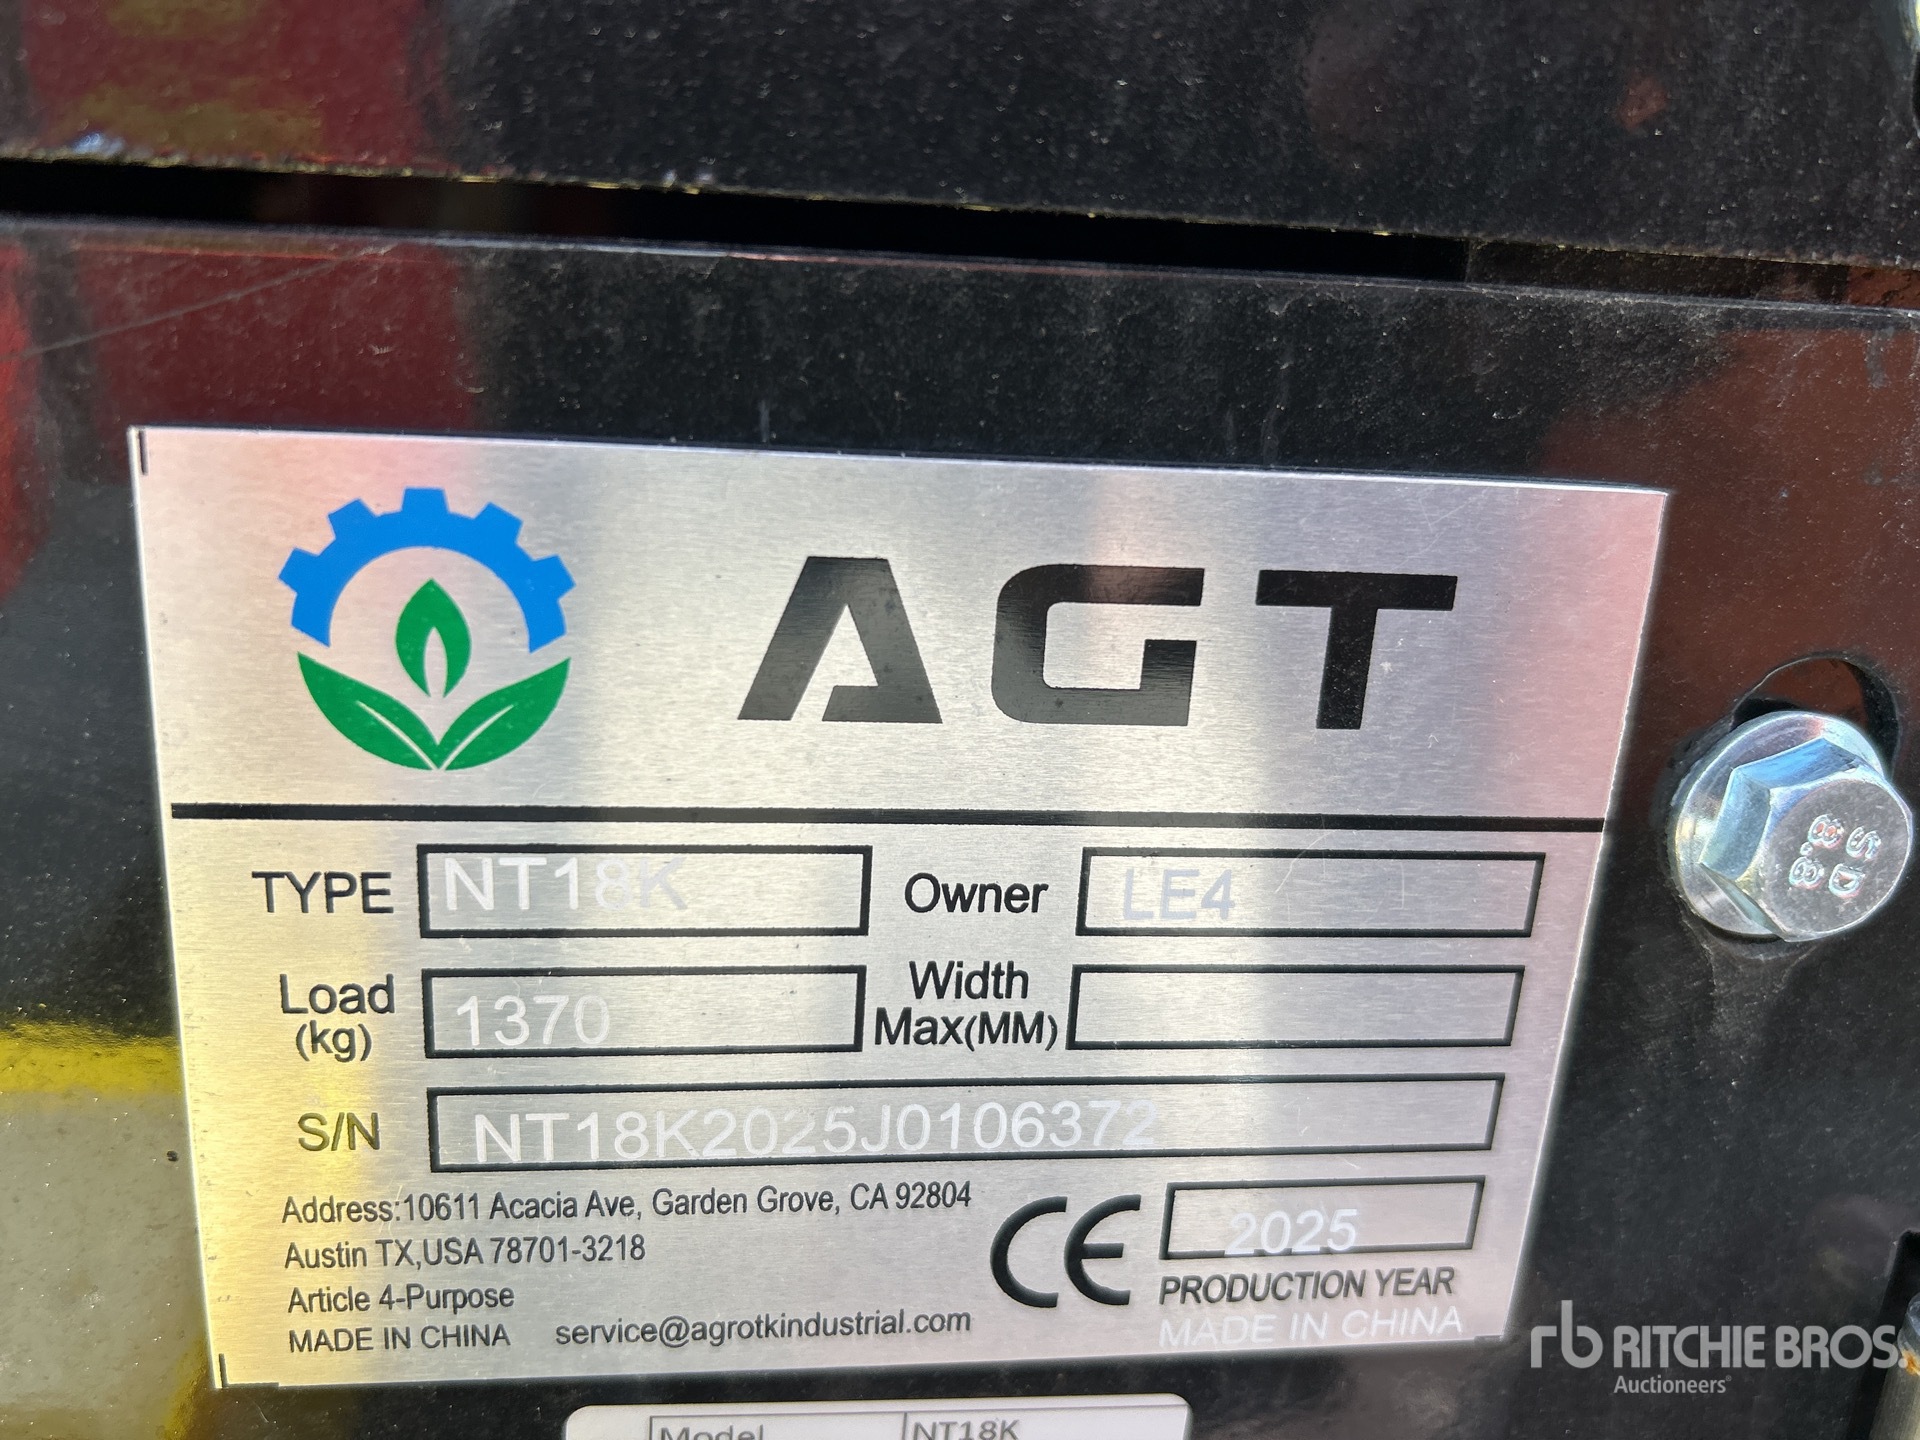 AGT
TYPE NT18K Owner LE4
Load (kg) 1370 Width Max(MM)
S/N NT18K2025J0106372
Address:10611 Acacia Ave, Garden Grove, CA 92804
Austin TX,USA 78701-3218
Article 4-Purpose
MADE IN CHINA service@agrotkindustrial.com
CE 2025
PRODUCTION YEAR
MADE IN CHINA
8.8
rb RITCHIE BROS.
Auctioneers
Model NT18K